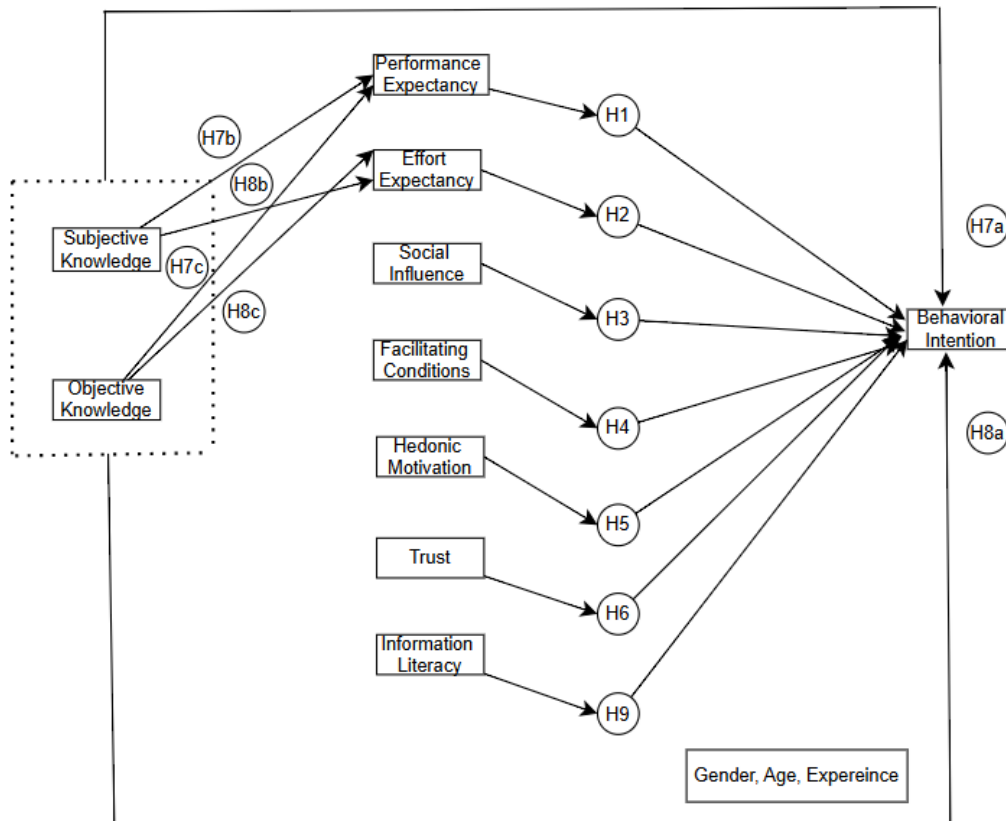 Performance
Expectancy
H1
H7b
Effort
Expectancy
H8b
H2
H7a
Subjective
Knowledge
Social
Influence
H7c
H8c
H3
Behavioral
Intention
Facilitating
Conditions
Objective
Knowledge
H4
H8a
Hedonic
Motivation
H5
Trust
H6
Information
Literacy
H9
Gender, Age, Expereince